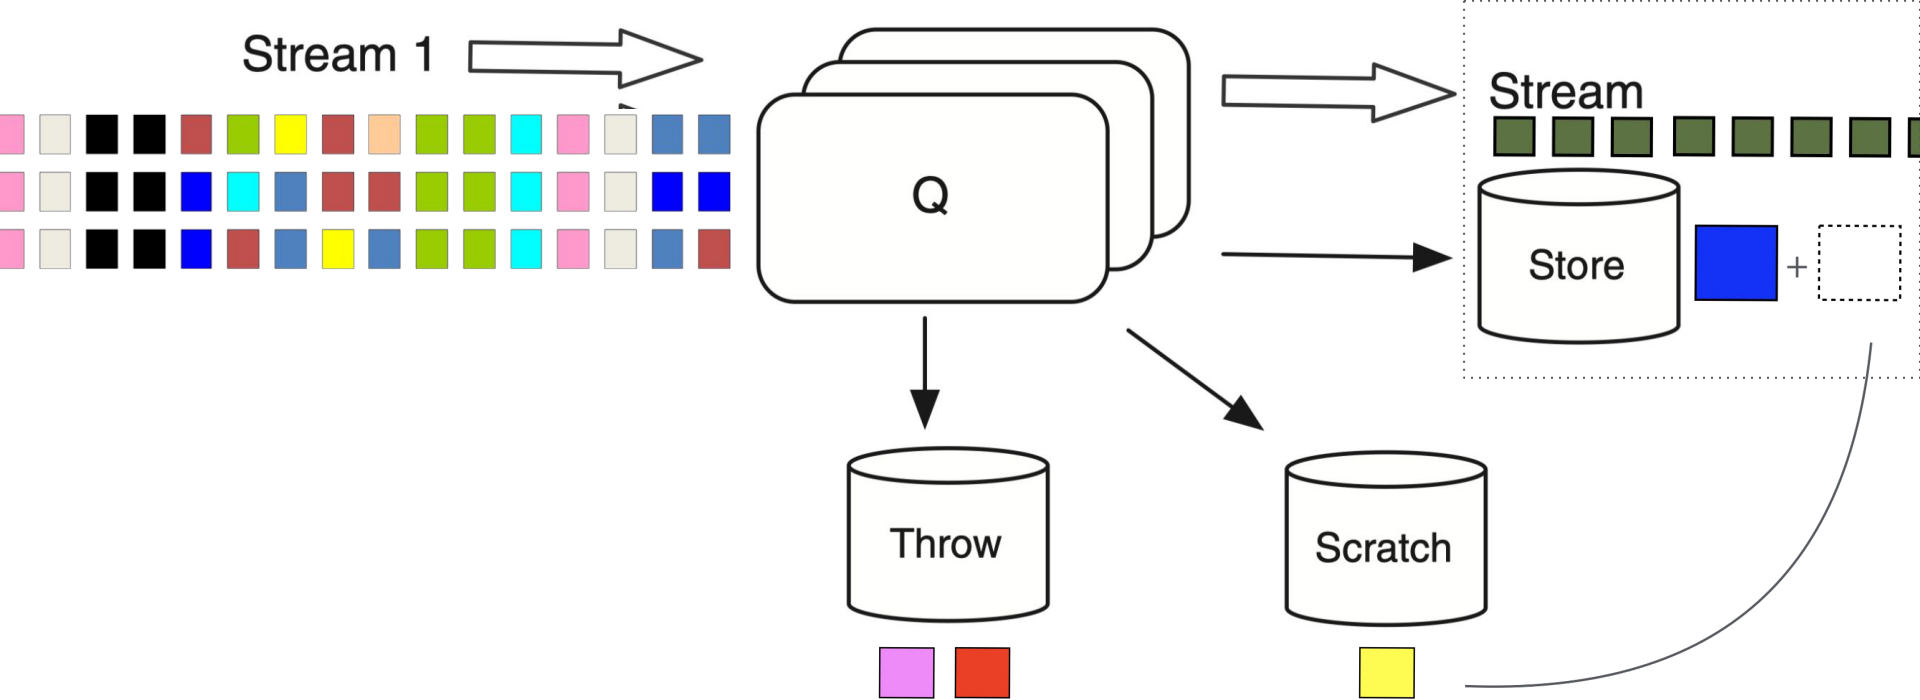 Stream 1
Stream
Q
Store
+
Throw
Scratch